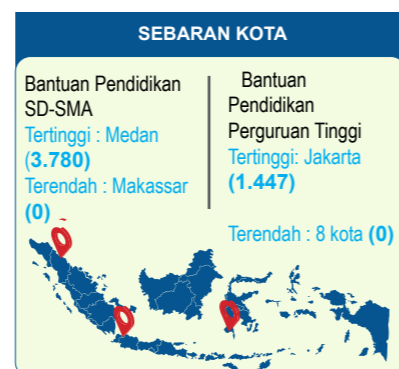 SEBARAN KOTA
Bantuan Pendidikan
SD-SMA
Tertinggi : Medan
(3.780)
Terendah : Makassar
(0)
Bantuan
Pendidikan
Perguruan Tinggi
Tertinggi: Jakarta
(1.447)
Terendah : 8 kota (0)